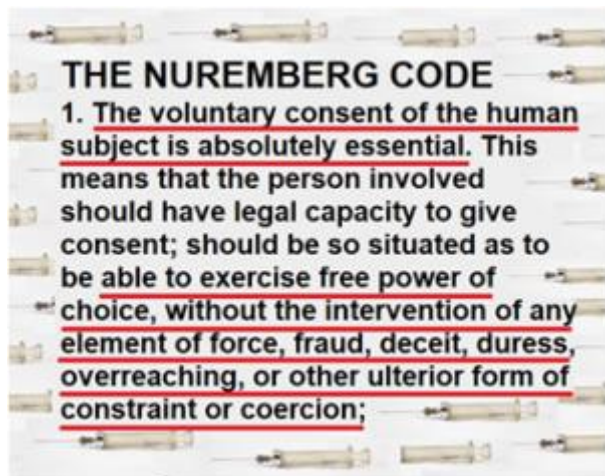 THE NUREMBERG CODE
1. The voluntary consent of the human
subject is absolutely essential. This
means that the person involved
should have legal capacity to give
consent; should be so situated as to
be able to exercise free power of
choice, without the intervention of any
element of force, fraud, deceit, duress,
overreaching, or other ulterior form of
constraint or coercion;